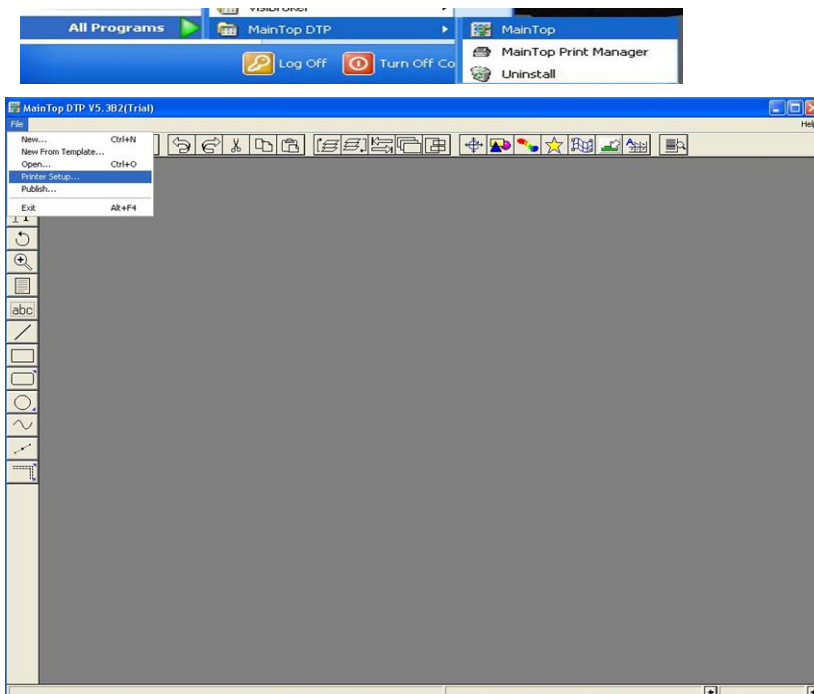 All Programs
MainTop DTP
MainTop
MainTop Print Manager
Log Off
Turn Off Co
Uninstall
MainTop DTP V5.3B2(Trial)
File
Help
New... Ctrl+N
New From Template...
Open... Ctrl+O
Printer Setup...
Publish...
Exit Alt+F4
abc